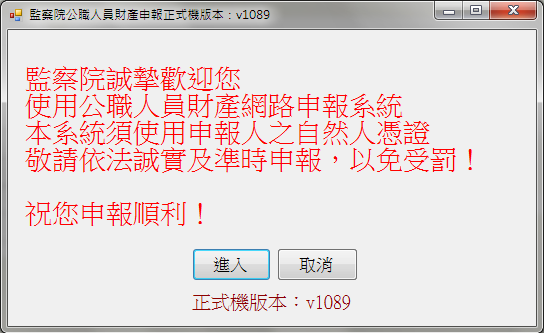 監察院公職人員財產申報正式機版本：v1089
監察院誠摯歡迎您
使用公職人員財產網路申報系統
本系統須使用申報人之自然人憑證
敬請依法誠實及準時申報，以免受罰！
祝您申報順利！
進入
取消
正式機版本：v1089